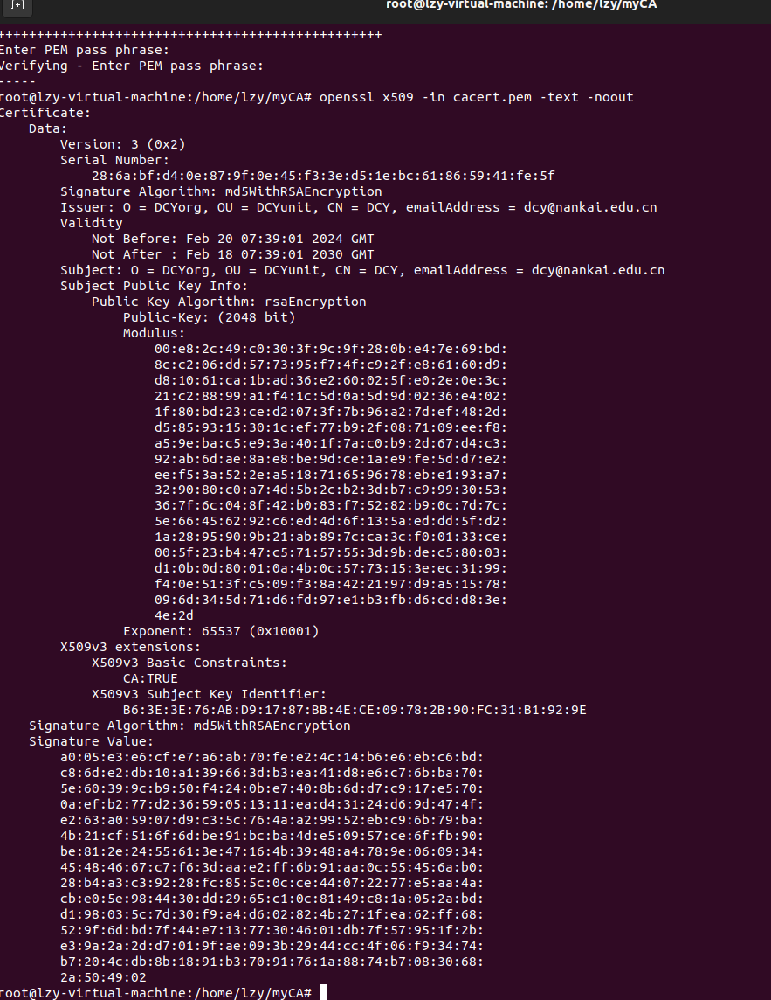 root@lzy-virtual-machine: /home/lzy/myCA
+++++++++++++++++++++++++++++++++++++++++++++++++
Enter PEM pass phrase:
Verifying - Enter PEM pass phrase:
-----
root@lzy-virtual-machine:/home/lzy/myCA# openssl x509 -in cacert.pem -text -noout
Certificate:
    Data:
        Version: 3 (0x2)
        Serial Number:
            28:6a:bf:d4:0e:87:9f:0e:45:f3:3e:d5:1e:bc:61:86:59:41:fe:5f
        Signature Algorithm: md5WithRSAEncryption
        Issuer: O = DCYorg, OU = DCYunit, CN = DCY, emailAddress = dcy@nankai.edu.cn
        Validity
            Not Before: Feb 20 07:39:01 2024 GMT
            Not After : Feb 18 07:39:01 2030 GMT
        Subject: O = DCYorg, OU = DCYunit, CN = DCY, emailAddress = dcy@nankai.edu.cn
        Subject Public Key Info:
            Public Key Algorithm: rsaEncryption
                Public-Key: (2048 bit)
                Modulus:
                    00:e8:2c:49:c0:30:3f:9c:9f:28:0b:e4:7e:69:bd:
                    8c:c2:06:dd:57:73:95:f7:4f:c9:2f:e8:61:60:d9:
                    d8:10:61:ca:1b:ad:36:e2:60:02:5f:e0:2e:0e:3c:
                    21:c2:88:99:a1:f4:1c:5d:0a:5d:9d:02:36:e4:02:
                    1f:80:bd:23:ce:d2:07:3f:7b:96:a2:7d:ef:48:2d:
                    d5:85:93:15:30:1c:ef:77:b9:2f:08:71:09:ee:f8:
                    a5:9e:ba:c5:e9:3a:40:1f:7a:c0:b9:2d:67:d4:c3:
                    92:ab:6d:ae:8a:e8:be:9d:ce:1a:e9:fe:5d:d7:e2:
                    ee:f5:3a:52:2e:a5:18:71:65:96:78:eb:e1:93:a7:
                    32:90:80:c0:a7:4d:5b:2c:b2:3d:b7:c9:99:30:53:
                    36:7f:6c:04:8f:42:b0:83:f7:52:82:b9:0c:7d:7c:
                    5e:66:45:62:92:c6:ed:4d:6f:13:5a:ed:dd:5f:d2:
                    1a:28:95:90:9b:21:ab:89:7c:ca:3c:f0:01:33:ce:
                    00:5f:23:b4:47:c5:71:57:55:3d:9b:de:c5:80:03:
                    d1:0b:0d:80:01:0a:4b:0c:57:73:15:3e:ec:31:99:
                    f4:0e:51:3f:c5:09:f3:8a:42:21:97:d9:a5:15:78:
                    09:6d:34:5d:71:d6:fd:97:e1:b3:fb:d6:cd:d8:3e:
                    4e:2d
                Exponent: 65537 (0x10001)
        X509v3 extensions:
            X509v3 Basic Constraints:
                CA:TRUE
            X509v3 Subject Key Identifier:
                B6:3E:3E:76:AB:D9:17:87:BB:4E:CE:09:78:2B:90:FC:31:B1:92:9E
    Signature Algorithm: md5WithRSAEncryption
    Signature Value:
        a0:05:e3:e6:cf:e7:a6:ab:70:fe:e2:4c:14:b6:e6:eb:c6:bd:
        c8:6d:e2:db:10:a1:39:66:3d:b3:ea:41:d8:e6:c7:6b:ba:70:
        5e:60:39:9c:b9:50:f4:24:0b:e7:40:8b:6d:d7:c9:17:e5:70:
        0a:ef:b2:77:d2:36:59:05:13:11:ea:d4:31:24:d6:9d:47:4f:
        e2:63:a0:59:07:d9:c3:5c:76:4a:a2:99:52:eb:c9:6b:79:ba:
        4b:21:cf:51:6f:6d:be:91:bc:ba:4d:e5:09:57:ce:6f:fb:90:
        be:81:2e:24:55:61:3e:47:16:4b:39:48:a4:78:9e:06:09:34:
        45:48:46:67:c7:f6:3d:aa:e2:ff:6b:91:aa:0c:55:45:6a:b0:
        28:b4:a3:c3:92:28:fc:85:5c:0c:ce:44:07:22:77:e5:aa:4a:
        cb:e0:5e:98:44:30:dd:29:65:c1:0c:81:49:c8:1a:05:2a:bd:
        d1:98:03:5c:7d:30:f9:a4:d6:02:82:4b:27:1f:ea:62:ff:68:
        52:9f:6d:bd:7f:44:e7:13:77:30:46:01:db:7f:57:95:1f:2b:
        e3:9a:2a:2d:d7:01:9f:ae:09:3b:29:44:cc:4f:06:f9:34:74:
        b7:20:4c:db:8b:18:91:b3:70:91:76:1a:88:74:b7:08:30:68:
        2a:50:49:02
root@lzy-virtual-machine:/home/lzy/myCA#